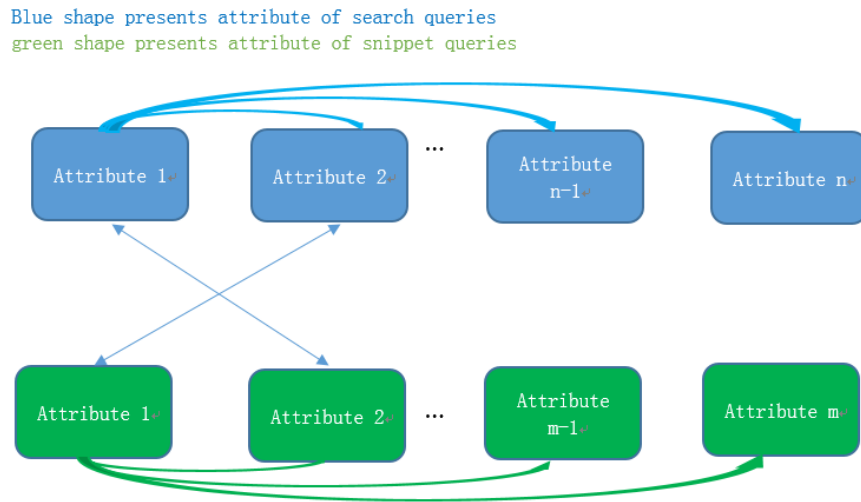 Blue shape presents attribute of search queries
green shape presents attribute of snippet queries
Attribute 1
Attribute 2
...
Attribute
n-1
Attribute n
Attribute 1
Attribute 2
...
Attribute
m-1
Attribute m